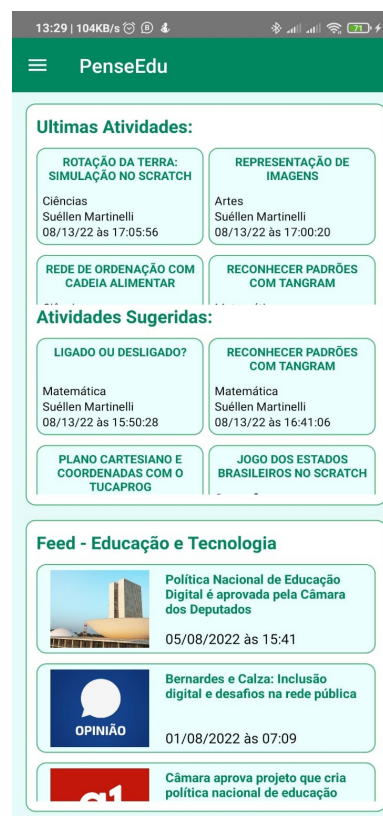 13:29 | 104KB/s
71
PenseEdu
Ultimas Atividades:
ROTAÇÃO DA TERRA:
SIMULAÇÃO NO SCRATCH
Ciências
Suéllen Martinelli
08/13/22 às 17:05:56
REPRESENTAÇÃO DE
IMAGENS
Artes
Suéllen Martinelli
08/13/22 às 17:00:20
REDE DE ORDENAÇÃO COM
CADEIA ALIMENTAR
RECONHECER PADRÕES
COM TANGRAM
Atividades Sugeridas:
LIGADO OU DESLIGADO?
Matemática
Suéllen Martinelli
08/13/22 às 15:50:28
RECONHECER PADRÕES
COM TANGRAM
Matemática
Suéllen Martinelli
08/13/22 às 16:41:06
PLANO CARTESIANO E
COORDENADAS COM O
TUCAPROG
JOGO DOS ESTADOS
BRASILEIROS NO SCRATCH
Feed - Educação e Tecnologia
Política Nacional de Educação
Digital é aprovada pela Câmara
dos Deputados
05/08/2022 às 15:41
OPINIÃO
Bernardes e Calza: Inclusão
digital e desafios na rede pública
01/08/2022 às 07:09
g1
Câmara aprova projeto que cria
política nacional de educação